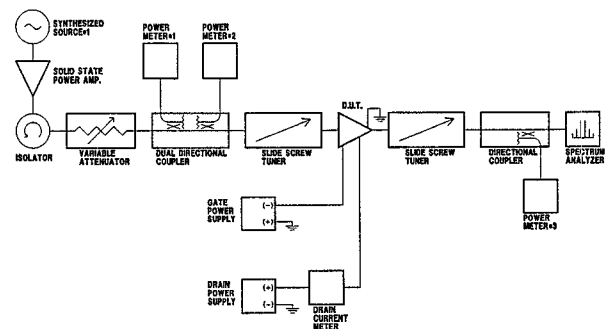 SYNTHESIZED
SOURCE#1
POWER
METER#1
POWER
METER#2
SOLID STATE
POWER AMP.
D.U.T.
ISOLATOR
VARIABLE
ATTENUATOR
DUAL DIRECTIONAL
COUPLER
SLIDE SCREW
TUNER
SLIDE SCREW
TUNER
DIRECTIONAL
COUPLER
SPECTRUM
ANALYZER
GATE
POWER
SUPPLY
(-)
(+)
POWER
METER#3
DRAIN
POWER
SUPPLY
(+)
(-)
DRAIN
CURRENT
METER